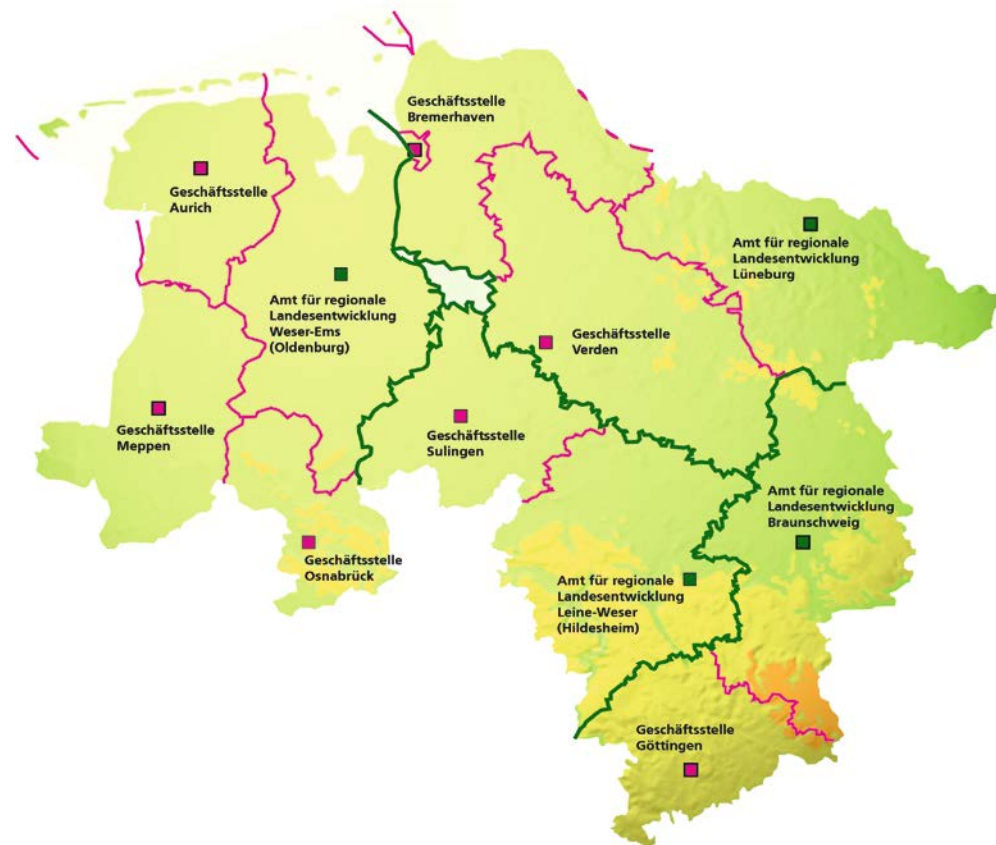 Geschäftsstelle
Bremerhaven
Geschäftsstelle
Aurich
Amt für regionale
Landesentwicklung
Lüneburg
Amt für regionale
Landesentwicklung
Weser-Ems
(Oldenburg)
Geschäftsstelle
Verden
Geschäftsstelle
Meppen
Geschäftsstelle
Sulingen
Amt für regionale
Landesentwicklung
Braunschweig
Geschäftsstelle
Osnabrück
Amt für regionale
Landesentwicklung
Leine-Weser
(Hildesheim)
Geschäftsstelle
Göttingen